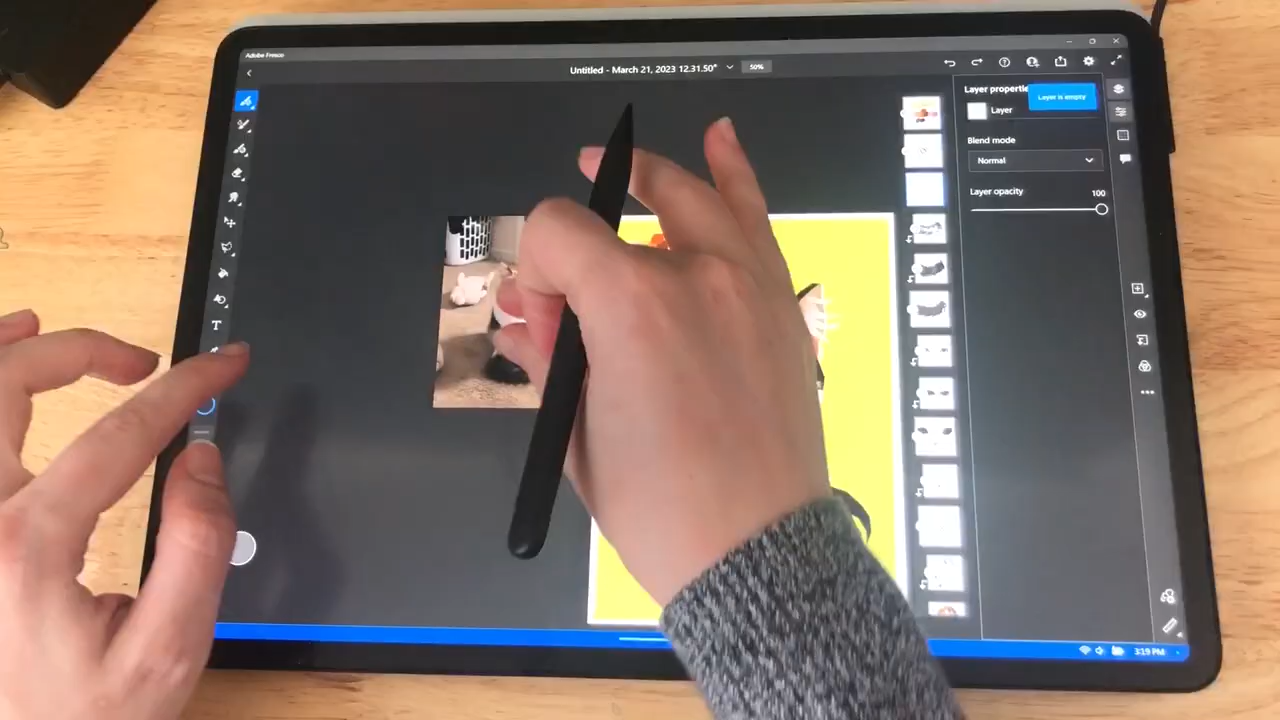 Adobe Fresco
Untitled - March 21, 2023 12.31.50*
50%
Layer properties
Layer is empty
Layer
Blend mode
Normal
Layer opacity
100
T
3:19 PM